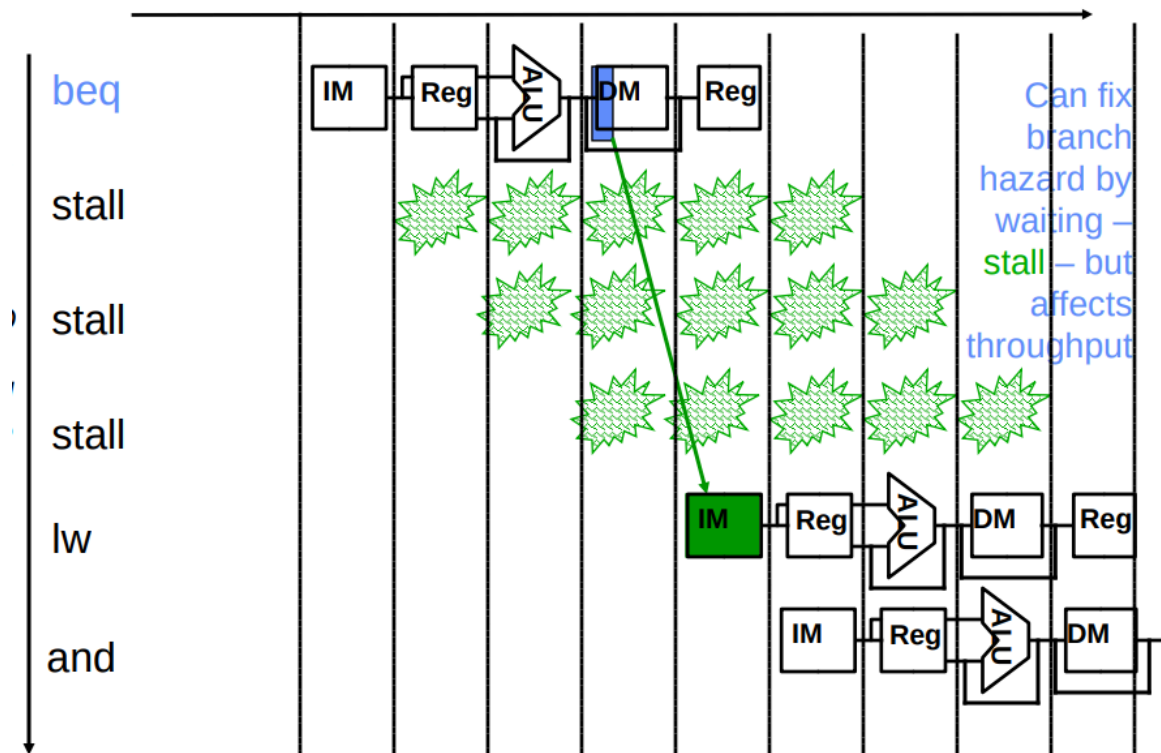 beq IM Reg ALU DM Reg
Can fix
branch
hazard by
waiting –
stall – but
affects
throughput
stall
stall
stall
lw IM Reg ALU DM Reg
and IM Reg ALU DM